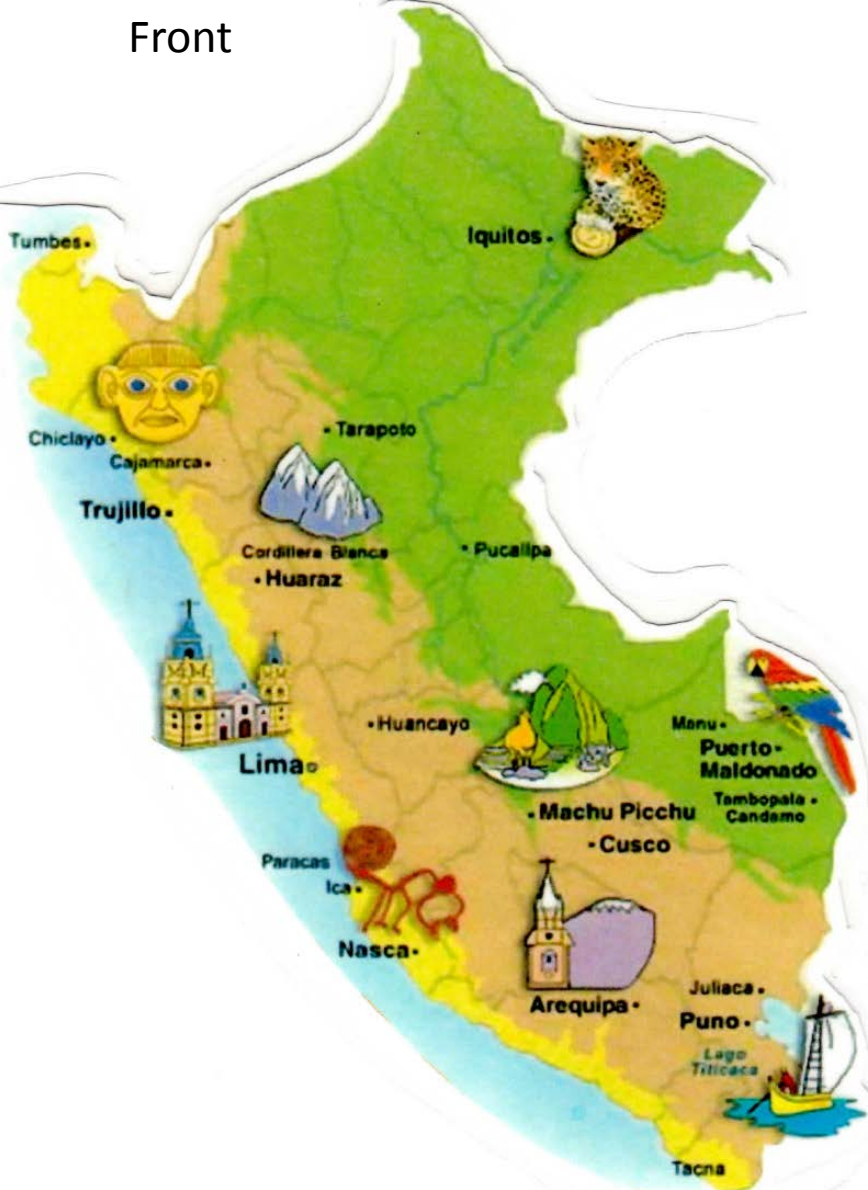 Front
Iquitos
Tumbes
Tarapoto
Chiclayo
Cajamarca
Trujillo
Cordillera Blanca
Huaraz
Pucallpa
Huancayo
Manu
Puerto
Maldonado
Lima
Tambopata
Candamo
Machu Picchu
Cusco
Paracas
Ica
Nasca
Juliaca
Arequipa
Puno
Lago
Titicaca
Tacna